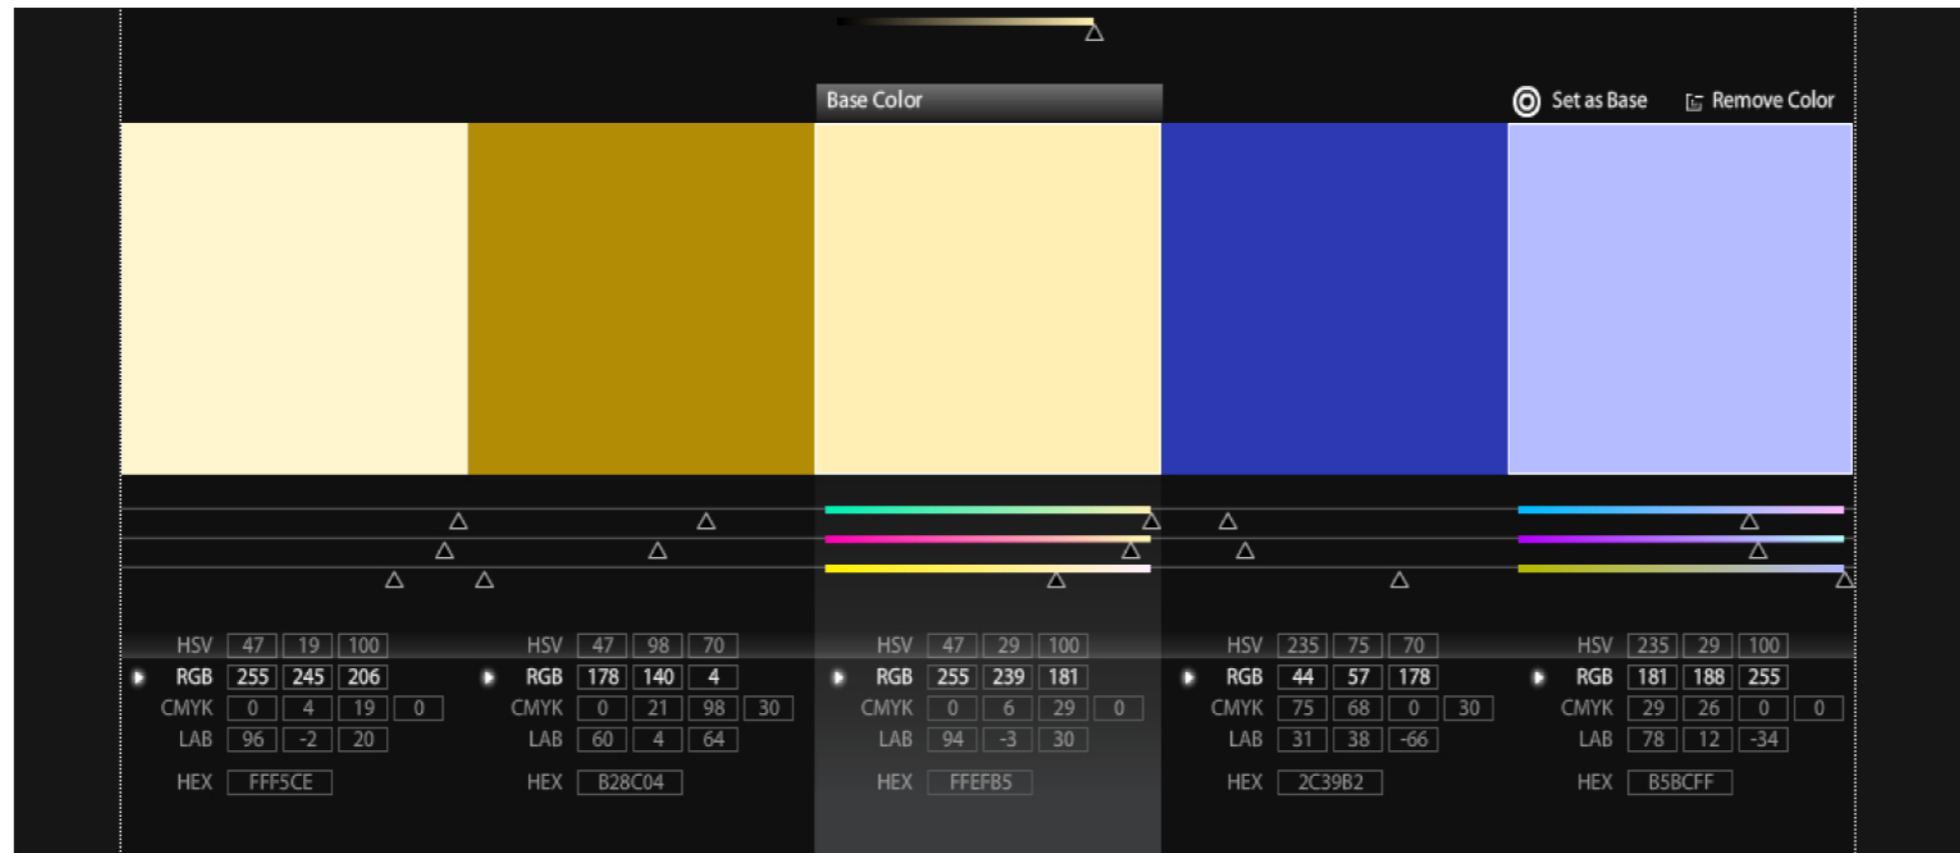 Base Color
Set as Base Remove Color
HSV 47 19 100
RGB 255 245 206
CMYK 0 4 19 0
LAB 96 -2 20
HEX FFF5CE
HSV 47 98 70
RGB 178 140 4
CMYK 0 21 98 30
LAB 60 4 64
HEX B28C04
HSV 47 29 100
RGB 255 239 181
CMYK 0 6 29 0
LAB 94 -3 30
HEX FFEFB5
HSV 235 75 70
RGB 44 57 178
CMYK 75 68 0 30
LAB 31 38 -66
HEX 2C39B2
HSV 235 29 100
RGB 181 188 255
CMYK 29 26 0 0
LAB 78 12 -34
HEX B5BCFF